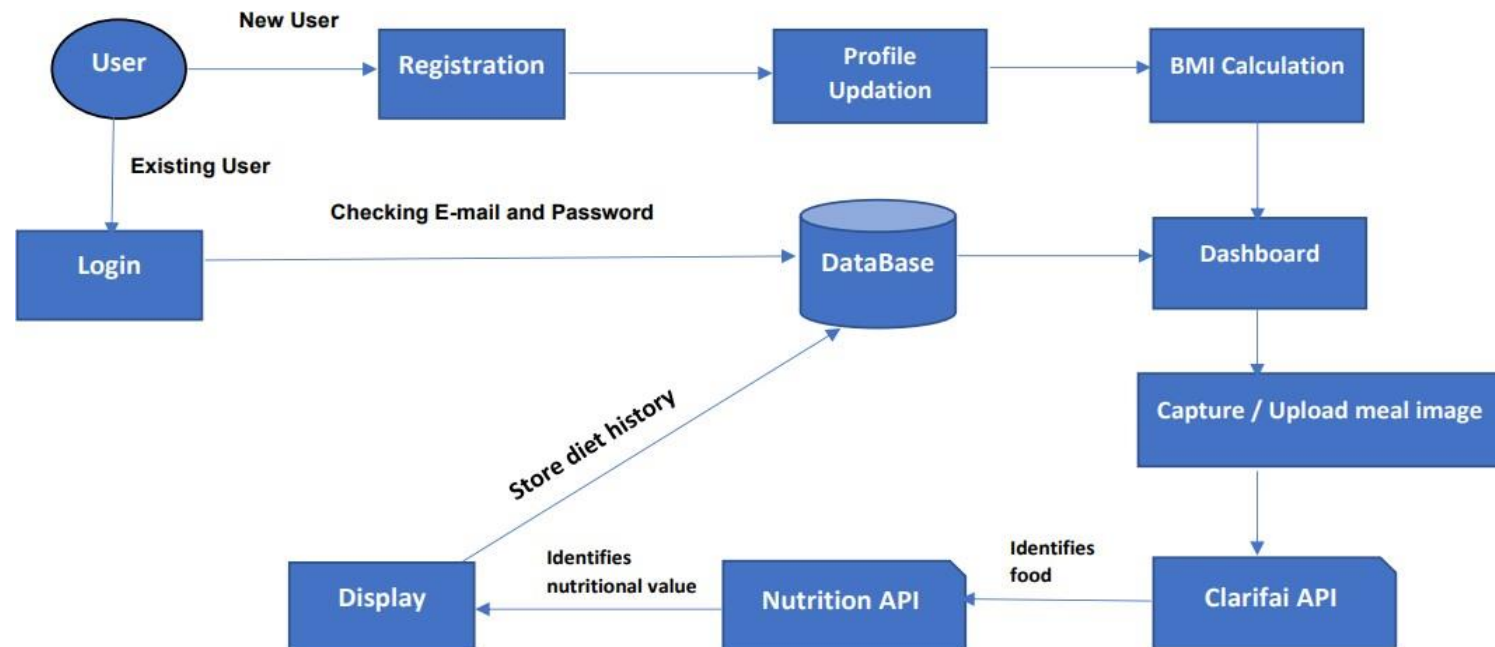 New User
User
Registration
Profile
Updation
BMI Calculation
Existing User
Checking E-mail and Password
Login
DataBase
Dashboard
Capture / Upload meal image
Store diet history
Identifies
nutritional value
Identifies
food
Display
Nutrition API
Clarifai API